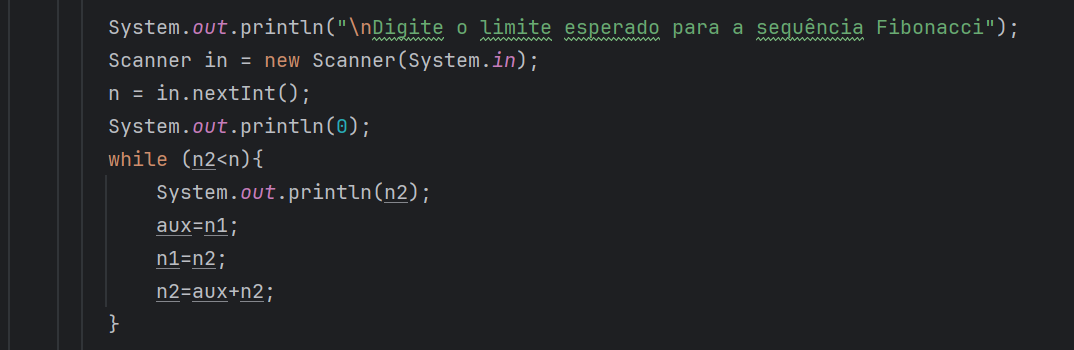 System.out.println("\nDigite o limite esperado para a sequência Fibonacci");
Scanner in = new Scanner(System.in);
n = in.nextInt();
System.out.println(0);
while (n2<n){
    System.out.println(n2);
    aux=n1;
    n1=n2;
    n2=aux+n2;
}